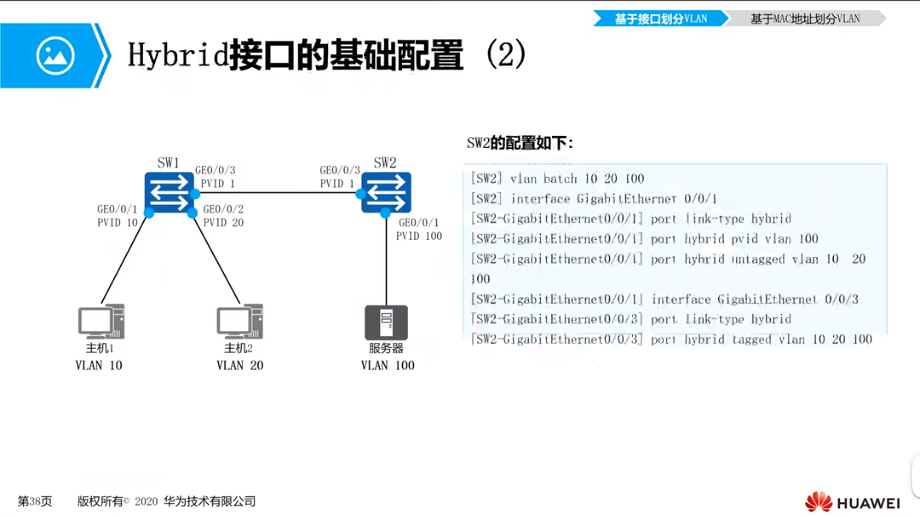 基于接口划分VLAN
基于MAC地址划分VLAN
Hybrid接口的基础配置 (2)
SW2的配置如下：
SW1
SW2
GE0/0/3
PVID 1
GE0/0/3
PVID 1
GE0/0/1
PVID 10
GE0/0/2
PVID 20
GE0/0/1
PVID 100
主机1
VLAN 10
主机2
VLAN 20
服务器
VLAN 100
[SW2] vlan batch 10 20 100
[SW2] interface GigabitEthernet 0/0/1
[SW2-GigabitEthernet0/0/1] port link-type hybrid
[SW2-GigabitEthernet0/0/1] port hybrid pvid vlan 100
[SW2-GigabitEthernet0/0/1] port hybrid untagged vlan 10 20
100
[SW2-GigabitEthernet0/0/1] interface GigabitEthernet 0/0/3
[SW2-GigabitEthernet0/0/3] port link-type hybrid
[SW2-GigabitEthernet0/0/3] port hybrid tagged vlan 10 20 100
第38页 版权所有© 2020 华为技术有限公司
HUAWEI